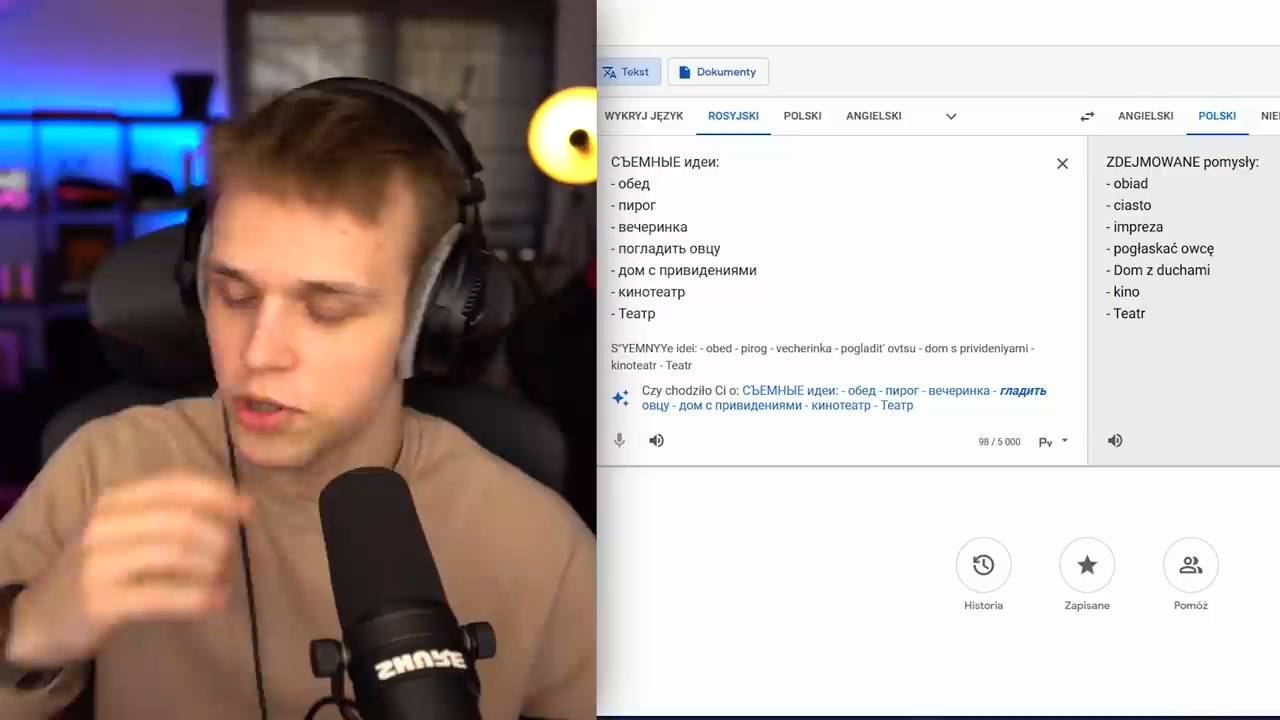 Tekst
Dokumenty
WYKRYJ JĘZYK ROSYJSKI POLSKI ANGIELSKI
ANGIELSKI POLSKI
СЪЕМНЫЕ идеи:
- обед
- пирог
- вечеринка
- погладить овцу
- дом с привидениями
- кинотеатр
- Театр
S"YEMNYYe idei: - obed - pirog - vecherinka - pogladit' ovtsu - dom s privideniyami -
kinoteatr - Teatr
Czy chodziło Ci o: СЪЕМНЫЕ идеи: - обед - пирог - вечеринка - гладить
овцу - дом с привидениями - кинотеатр - Театр
98 / 5 000
Ру
ZDEJMOWANE pomysły:
- obiad
- ciasto
- impreza
- pogłaskać owcę
- Dom z duchami
- kino
- Teatr
Historia
Zapisane
Pomóż
SHURE